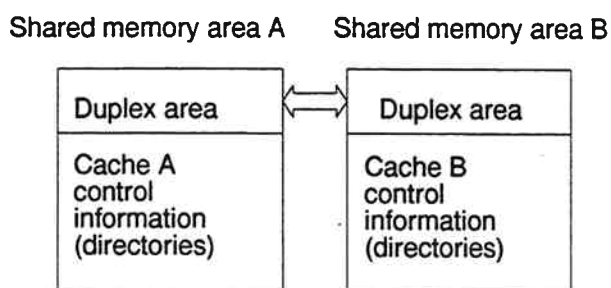 Shared memory area A
Shared memory area B
Duplex area
Cache A
control
information
(directories)
Duplex area
Cache B
control
information
(directories)